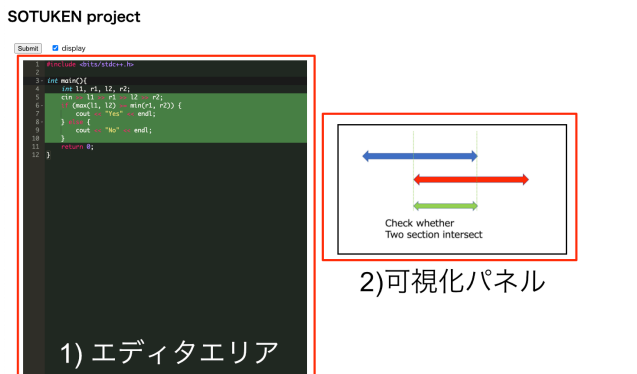 SOTUKEN project
Submit display
1 #include <bits/stdc++.h>
2
3 int main(){
4 int l1, r1, l2, r2;
5 cin l1 r1 l2 r2;
6 (max(l1, l2) min(r1, r2)) {
7 cout "Yes" endl;
8 } {
9 cout "No" endl;
10 }
11 return 0;
12 }
1) エディタエリア
Check whether
Two section intersect
2)可視化パネル